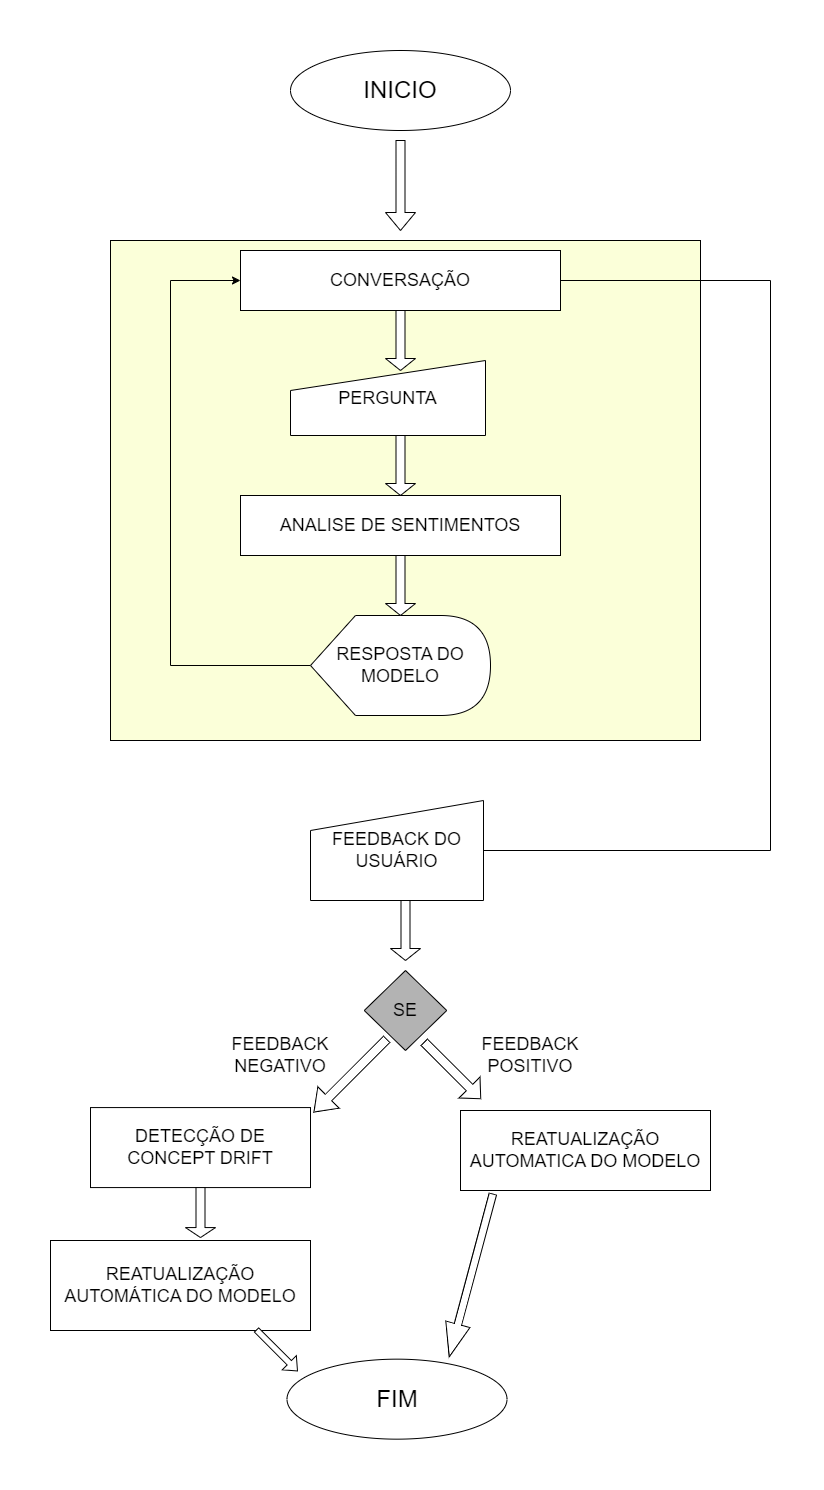 INICIO
CONVERSAÇÃO
PERGUNTA
ANALISE DE SENTIMENTOS
RESPOSTA DO
MODELO
FEEDBACK DO
USUÁRIO
SE
FEEDBACK
NEGATIVO
FEEDBACK
POSITIVO
DETECÇÃO DE
CONCEPT DRIFT
REATUALIZAÇÃO
AUTOMATICA DO MODELO
REATUALIZAÇÃO
AUTOMÁTICA DO MODELO
FIM